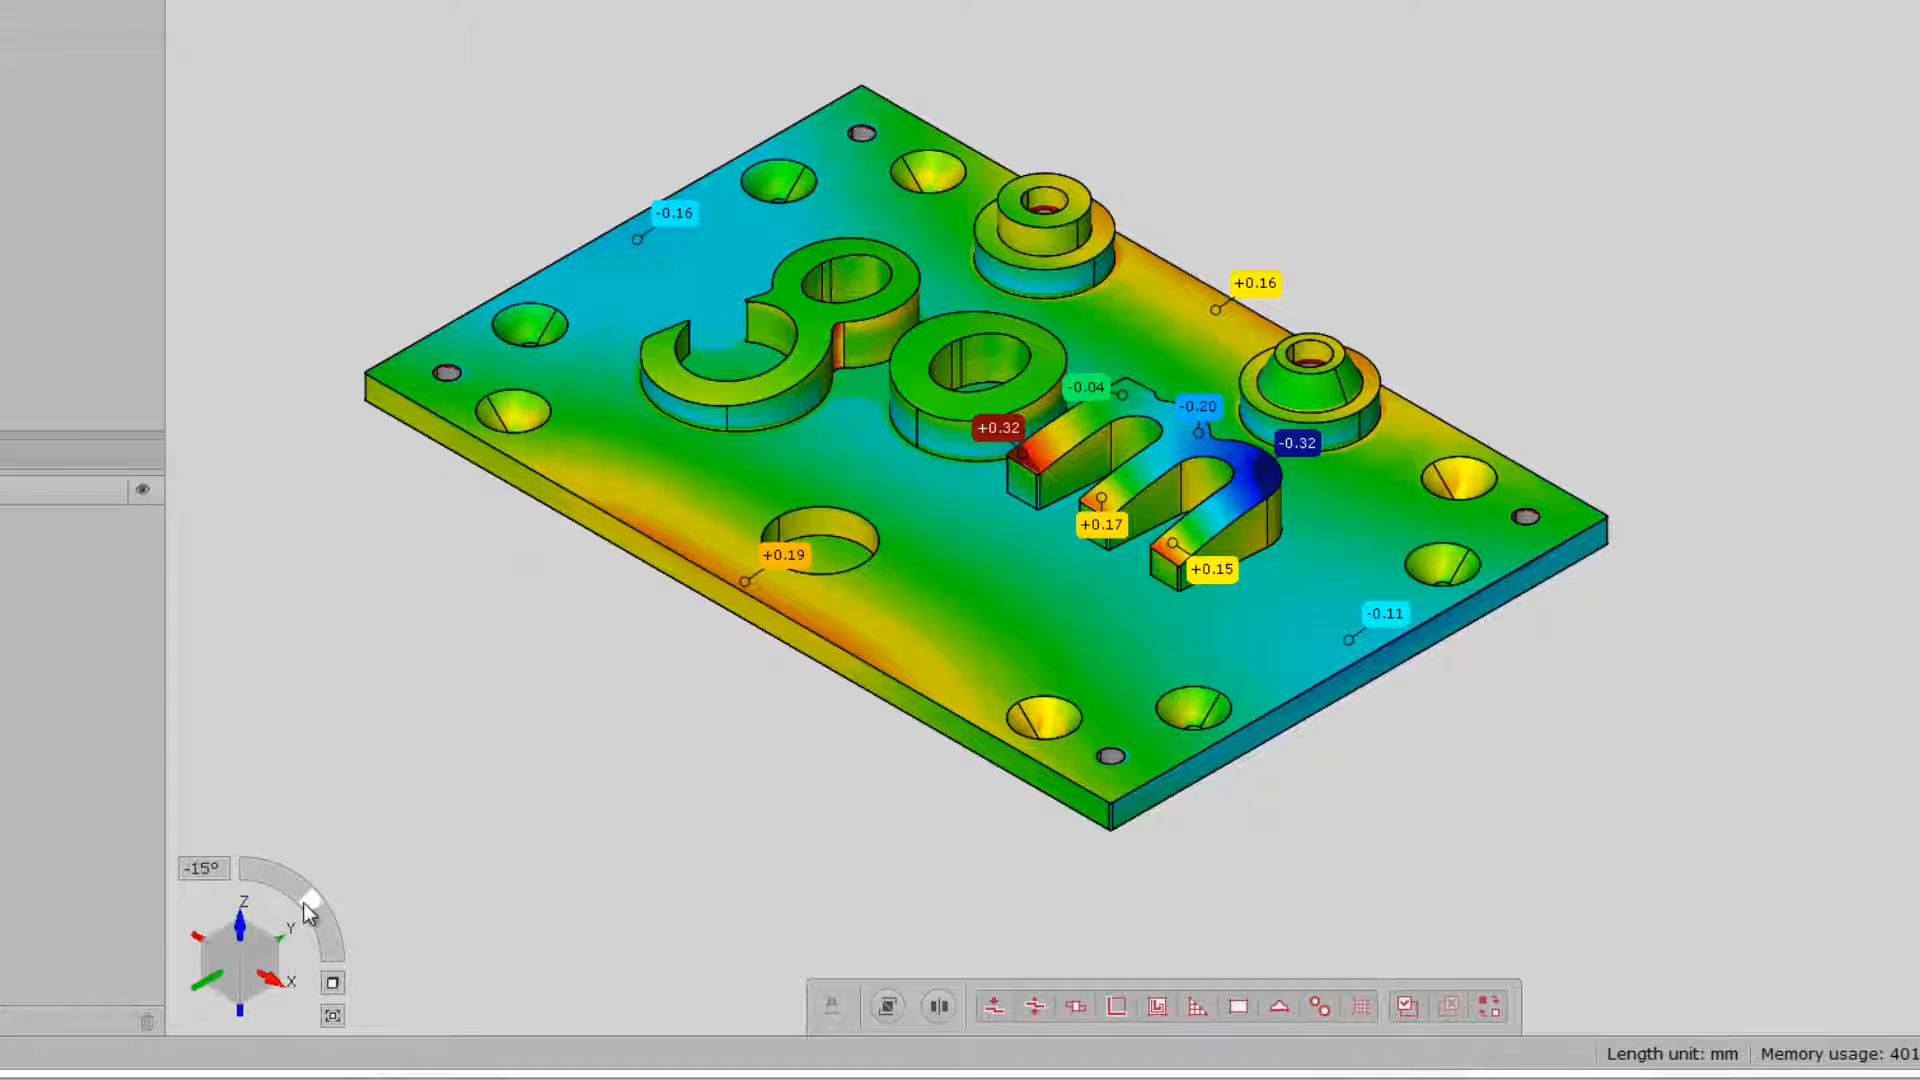 -0.16
+0.16
-0.04
-0.20
+0.32
-0.32
+0.17
+0.19
+0.15
-0.11
-15°
Z
Y
X
Length unit: mm
Memory usage: 401